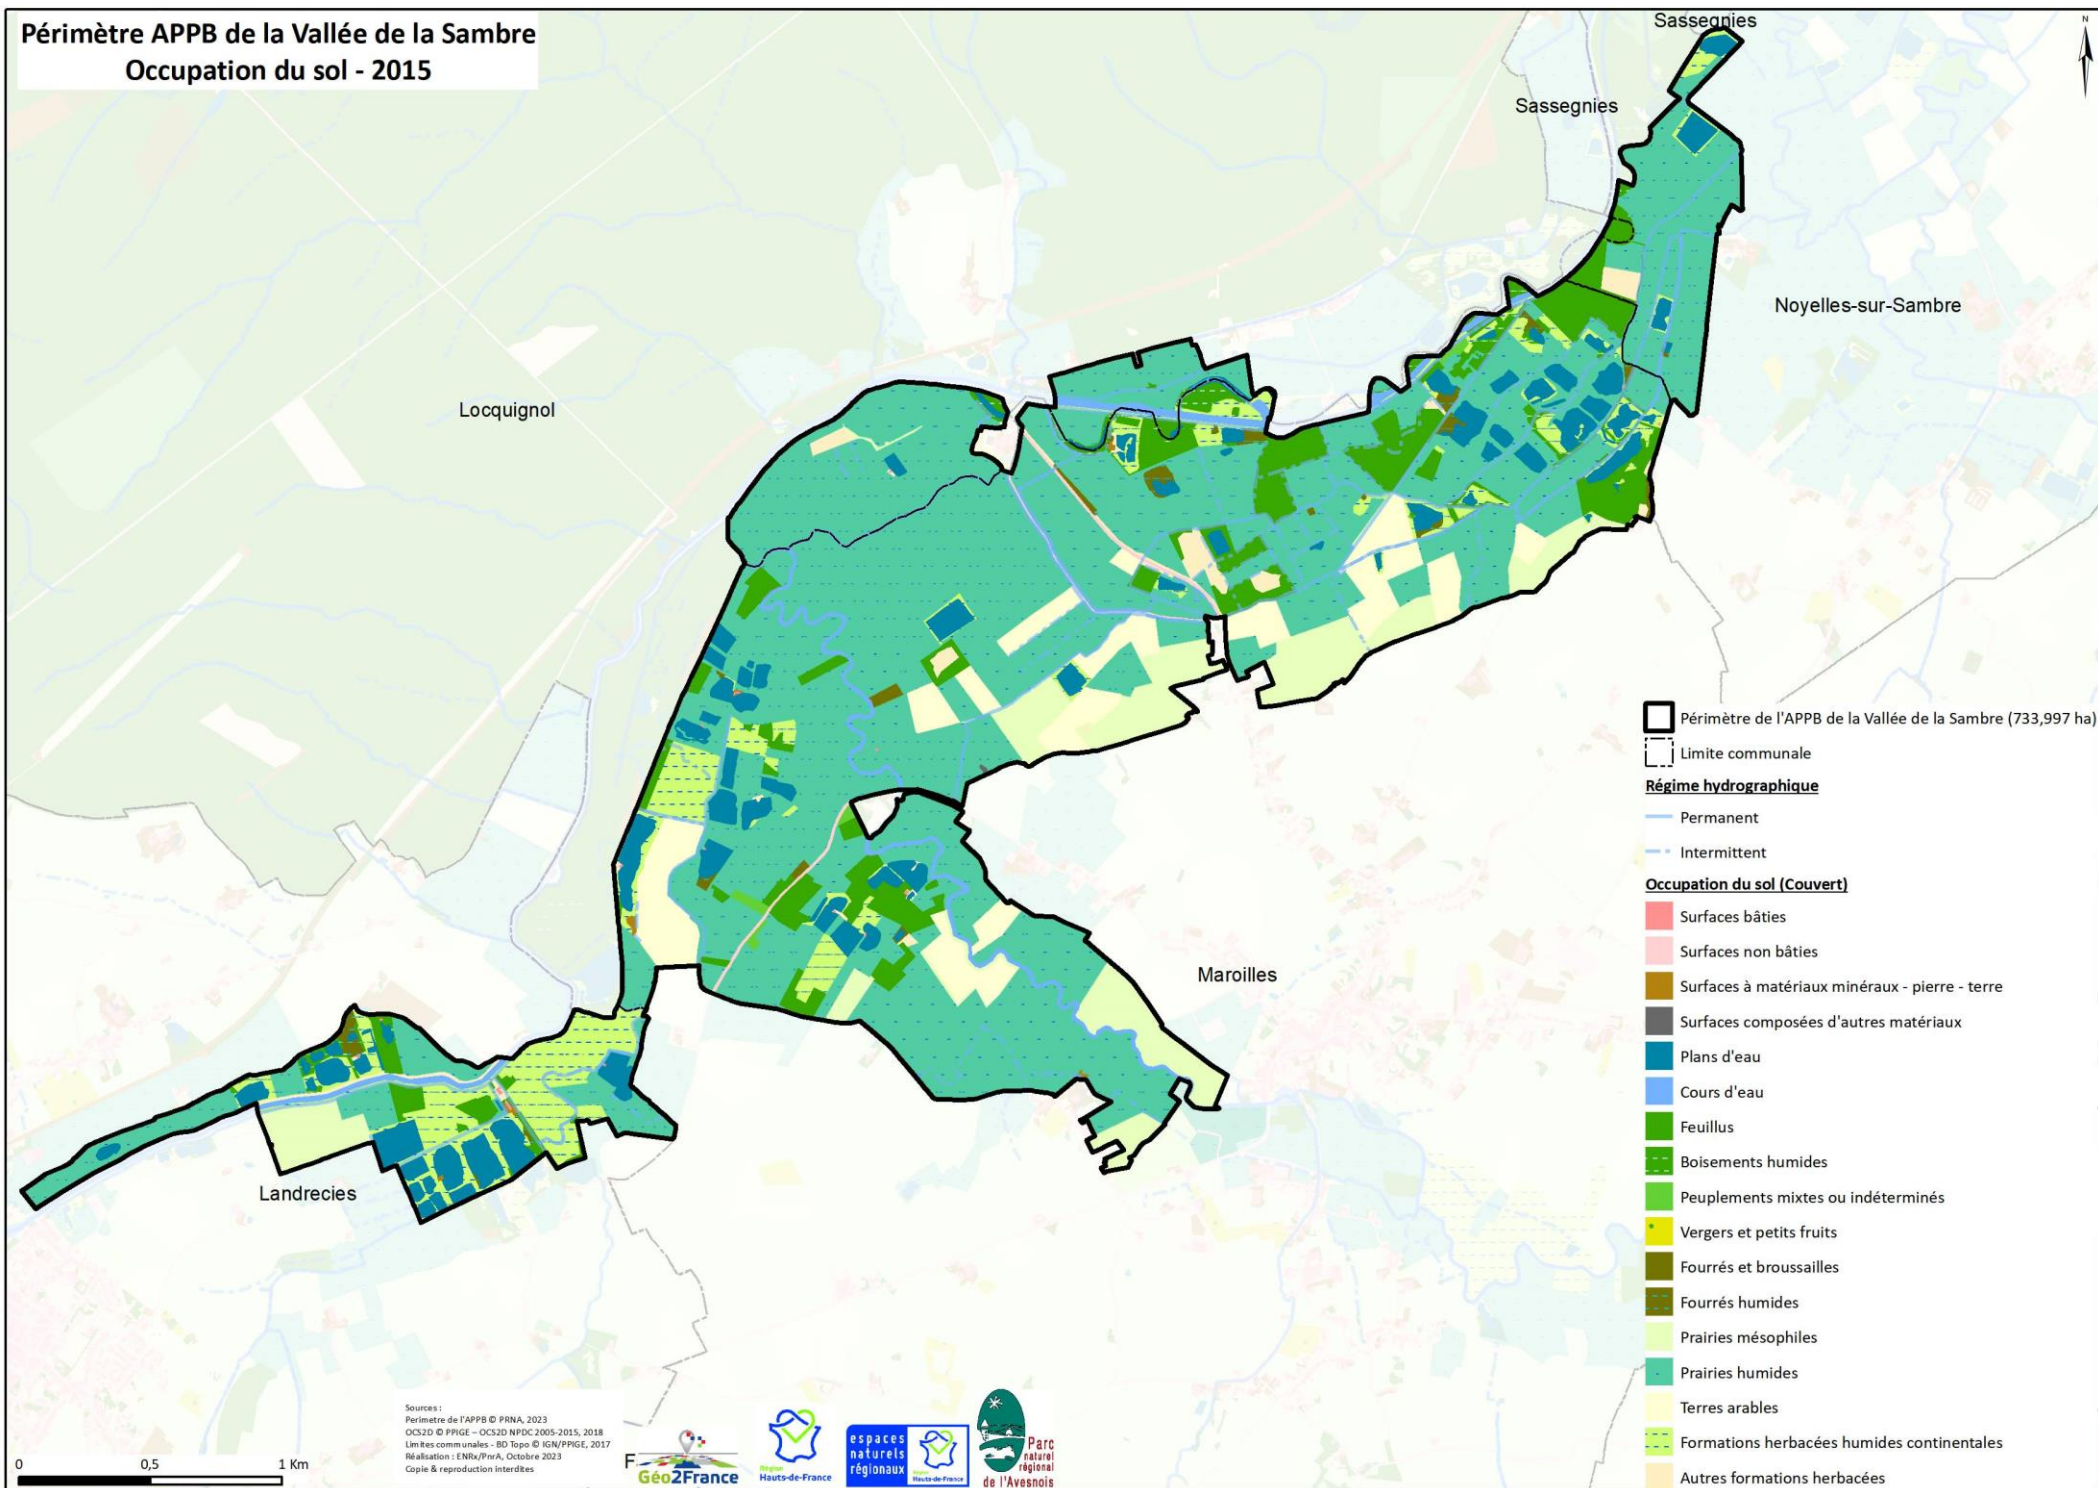 Périmètre APPB de la Vallée de la Sambre
Occupation du sol - 2015
Sassegnies
N
Sassegnies
Noyelles-sur-Sambre
Locquignol
Maroilles
Landrecies
Périmètre de l'APPB de la Vallée de la Sambre (733,997 ha)
Limite communale
Régime hydrographique
Permanent
Intermittent
Occupation du sol (Couvert)
Surfaces bâties
Surfaces non bâties
Surfaces à matériaux minéraux - pierre - terre
Surfaces composées d'autres matériaux
Plans d'eau
Cours d'eau
Feuillus
Boisements humides
Peuplements mixtes ou indéterminés
Vergers et petits fruits
Fourrés et broussailles
Fourrés humides
Prairies mésophiles
Prairies humides
Terres arables
Formations herbacées humides continentales
Autres formations herbacées
0 0,5 1 Km
Sources :
Perimetre de l'APPB © PRNA, 2023
OCS2D © PPIGE – OCS2D NPDC 2005-2015, 2018
Limites communales - BD Topo © IGN/PPIGE, 2017
Réalisation : ENRx/PnrA, Octobre 2023
Copie & reproduction interdites
F
Géo2France
Région
Hauts-de-France
espaces
naturels
régionaux
Région
Hauts-de-France
Parc
naturel
régional
de l'Avesnois